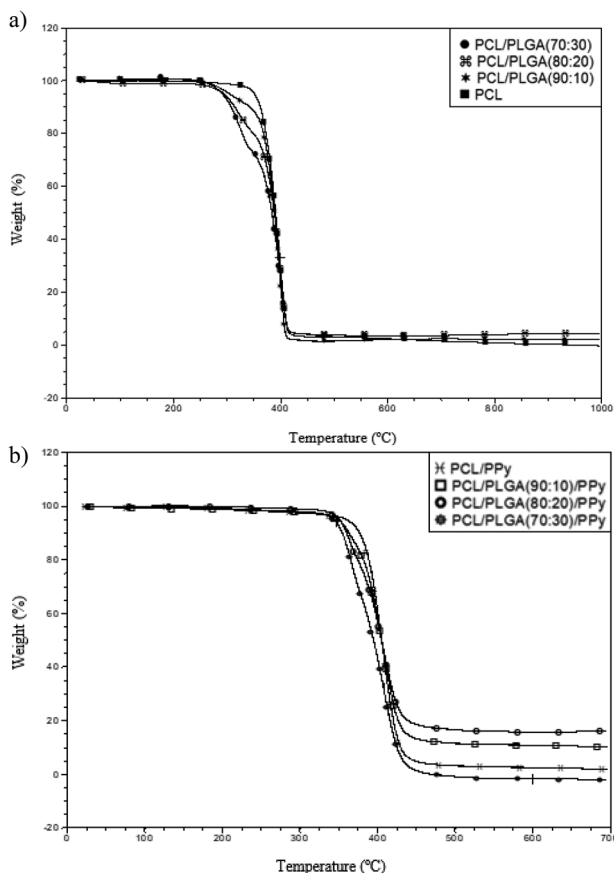 a)
120
100
80
60
40
20
0
-20
Weight (%)
PCL/PLGA(70:30)
PCL/PLGA(80:20)
PCL/PLGA(90:10)
PCL
0
200
400
600
800
1000
Temperature (ºC)
b)
120
100
80
60
40
20
0
-20
Weight (%)
PCL/PPy
PCL/PLGA(90:10)/PPy
PCL/PLGA(80:20)/PPy
PCL/PLGA(70:30)/PPy
0
100
200
300
400
500
600
700
Temperature (ºC)